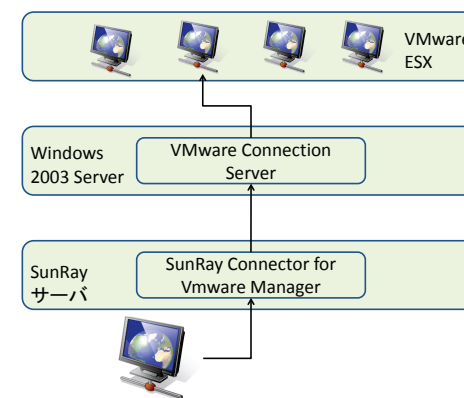 VMware
ESX
Windows
2003 Server
VMware Connection
Server
SunRay
サーバ
SunRay Connector for
Vmware Manager